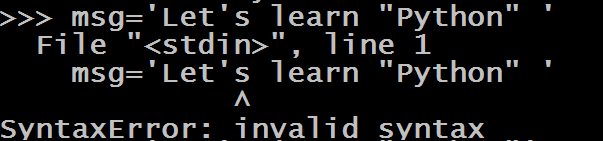 >>> msg='Let's learn "Python" '
  File "<stdin>", line 1
    msg='Let's learn "Python" '
             ^
SyntaxError: invalid syntax